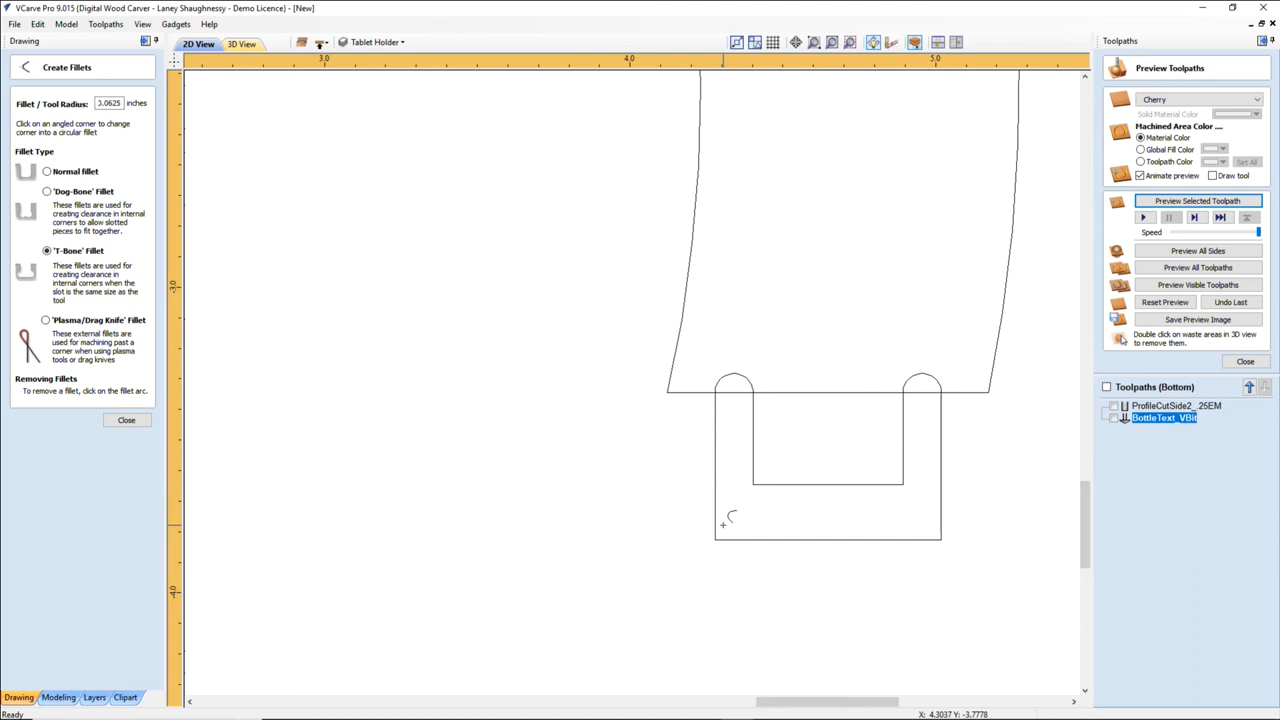 VCarve Pro 9.015 (Digital Wood Carver - Laney Shaughnessy - Demo Licence) - [New]
File Edit Model Toolpaths View Gadgets Help
Drawing
2D View 3D View
Tablet Holder
Toolpaths
Create Fillets
3.0 4.0 5.0
Preview Toolpaths
Fillet / Tool Radius: 0.0625 inches
Click on an angled corner to change
corner into a circular fillet
Fillet Type
Normal fillet
'Dog-Bone' Fillet
These fillets are used for
creating clearance in internal
corners to allow slotted
pieces to fit together.
'T-Bone' Fillet
These fillets are used for
creating clearance in
internal corners when the
slot is the same size as the
tool
'Plasma/Drag Knife' Fillet
These external fillets are
used for machining past a
corner when using plasma
tools or drag knives
Removing Fillets
To remove a fillet, click on the fillet arc.
Close
-3.0
-4.0
Cherry
Solid Material Color
Machined Area Color ....
Material Color
Global Fill Color
Toolpath Color Set All
Animate preview Draw tool
Preview Selected Toolpath
Speed
Preview All Sides
Preview All Toolpaths
Preview Visible Toolpaths
Reset Preview Undo Last
Save Preview Image
Double click on waste areas in 3D view
to remove them.
Close
Toolpaths (Bottom)
ProfileCutSide2_.25EM
BottleText_VBit
Drawing Modeling Layers Clipart
Ready
X: 4.3037 Y: -3.7778